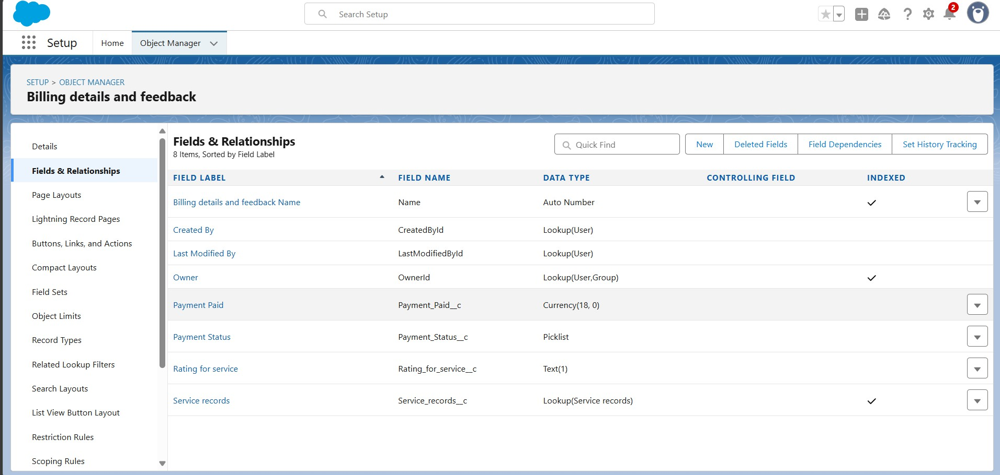 Search Setup
2
Setup
Home
Object Manager
SETUP > OBJECT MANAGER
Billing details and feedback
Details
Fields & Relationships
Page Layouts
Lightning Record Pages
Buttons, Links, and Actions
Compact Layouts
Field Sets
Object Limits
Record Types
Related Lookup Filters
Search Layouts
List View Button Layout
Restriction Rules
Scoping Rules
Fields & Relationships
8 Items, Sorted by Field Label
Quick Find
New
Deleted Fields
Field Dependencies
Set History Tracking
FIELD LABEL FIELD NAME DATA TYPE CONTROLLING FIELD INDEXED
Billing details and feedback Name Name Auto Number
Created By CreatedById Lookup(User)
Last Modified By LastModifiedById Lookup(User)
Owner OwnerId Lookup(User,Group)
Payment Paid Payment_Paid__c Currency(18, 0)
Payment Status Payment_Status__c Picklist
Rating for service Rating_for_service__c Text(1)
Service records Service_records__c Lookup(Service records)